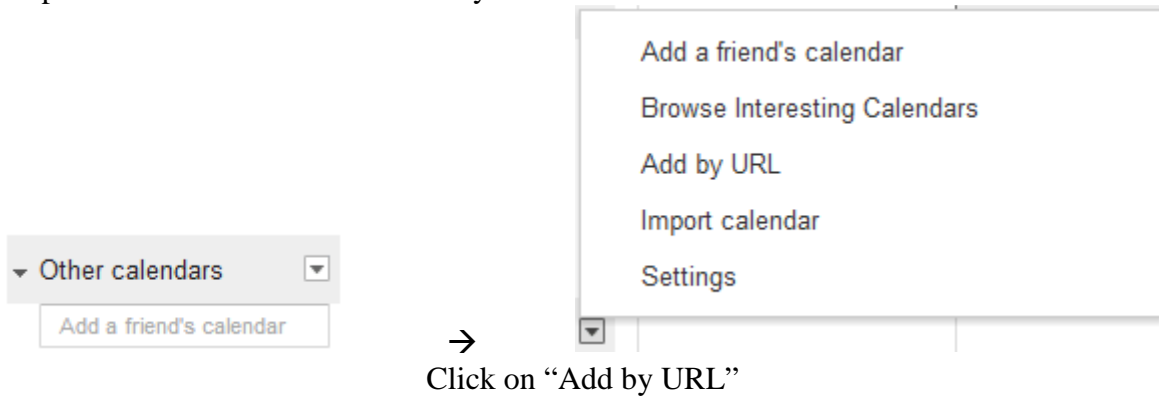 Add a friend's calendar
Browse Interesting Calendars
Add by URL
Import calendar
Settings
Other calendars
Add a friend's calendar
→
Click on “Add by URL”